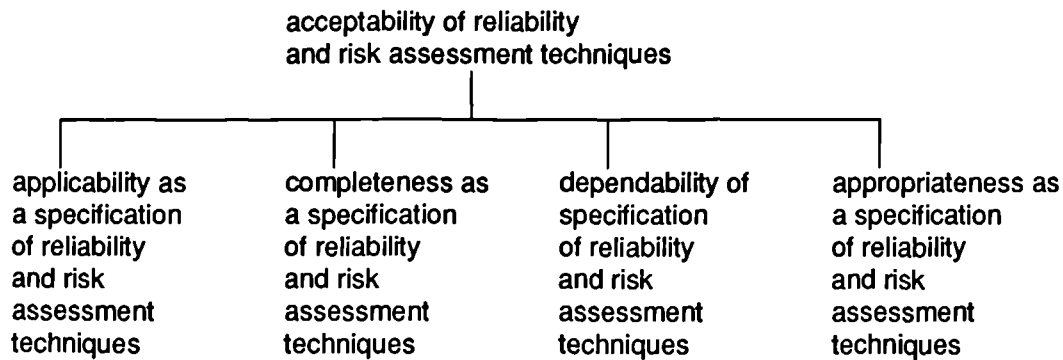 acceptability of reliability
and risk assessment techniques
applicability as
a specification
of reliability
and risk
assessment
techniques
completeness as
a specification
of reliability
and risk
assessment
techniques
dependability of
specification
of reliability
and risk
assessment
techniques
appropriateness as
a specification
of reliability
and risk
assessment
techniques